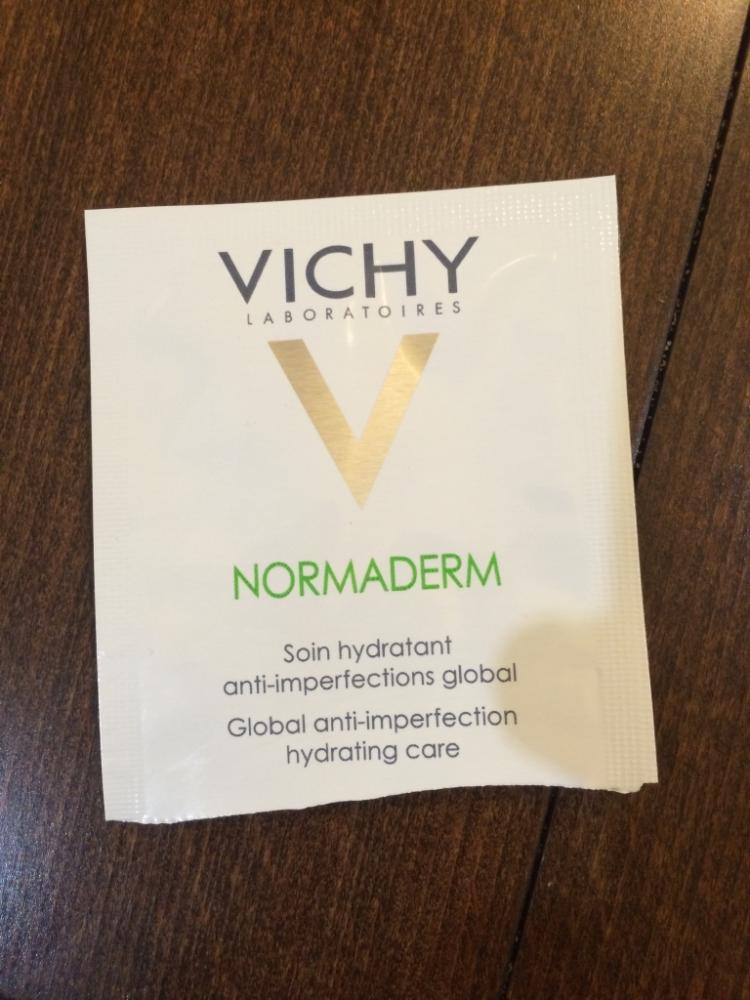 VICHY
LABORATOIRES
V
NORMADERM
Soin hydratant
anti-imperfections global
Global anti-imperfection
hydrating care